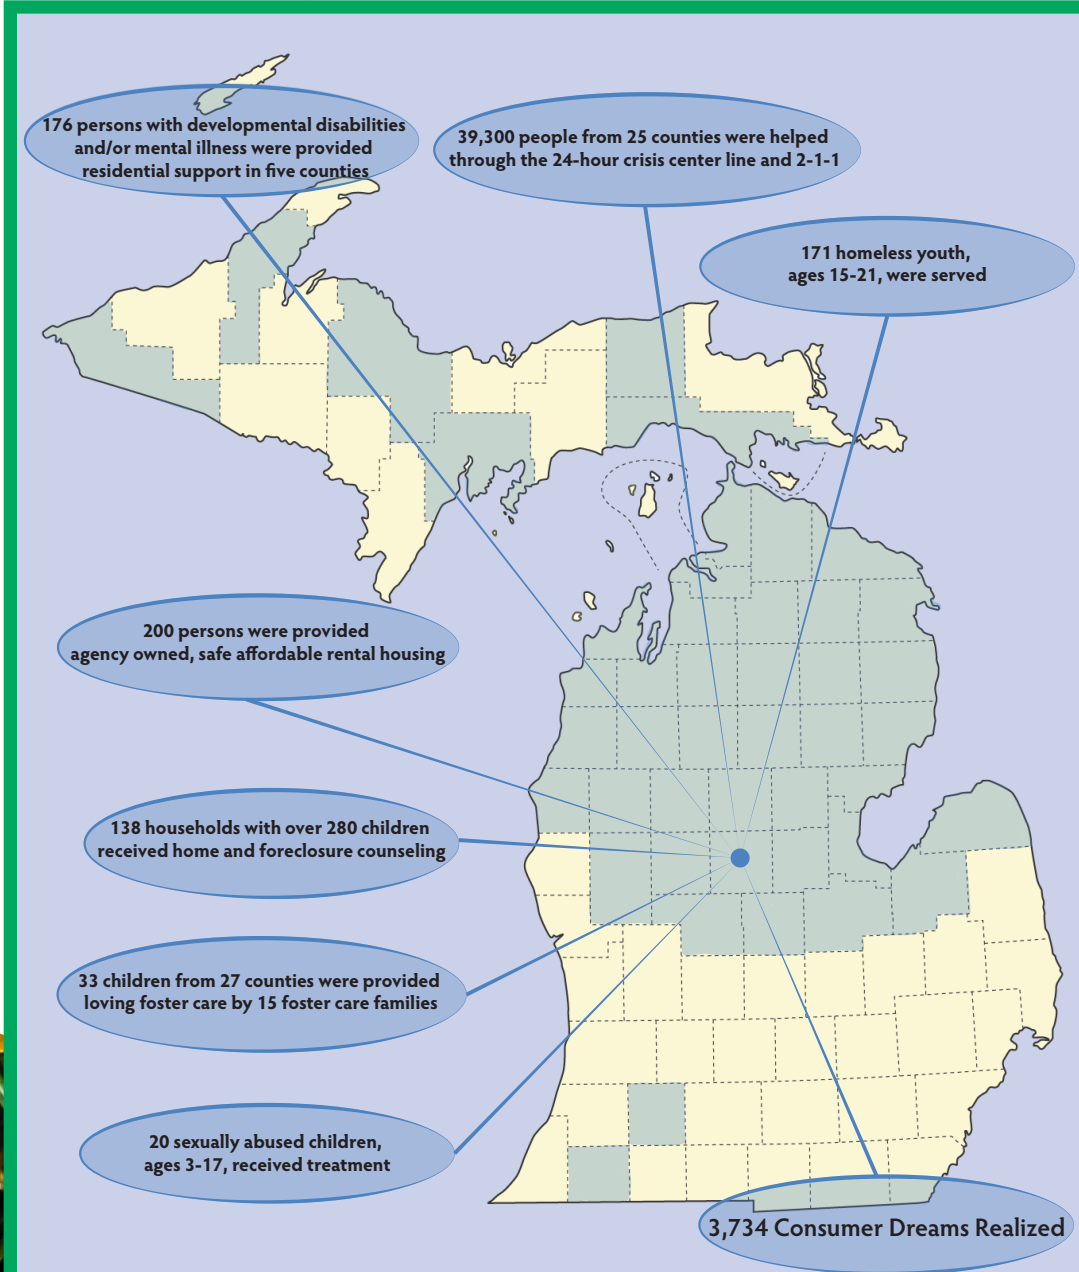 176 persons with developmental disabilities
and/or mental illness were provided
residential support in five counties
39,300 people from 25 counties were helped
through the 24-hour crisis center line and 2-1-1
171 homeless youth,
ages 15-21, were served
200 persons were provided
agency owned, safe affordable rental housing
138 households with over 280 children
received home and foreclosure counseling
33 children from 27 counties were provided
loving foster care by 15 foster care families
20 sexually abused children,
ages 3-17, received treatment
3,734 Consumer Dreams Realized